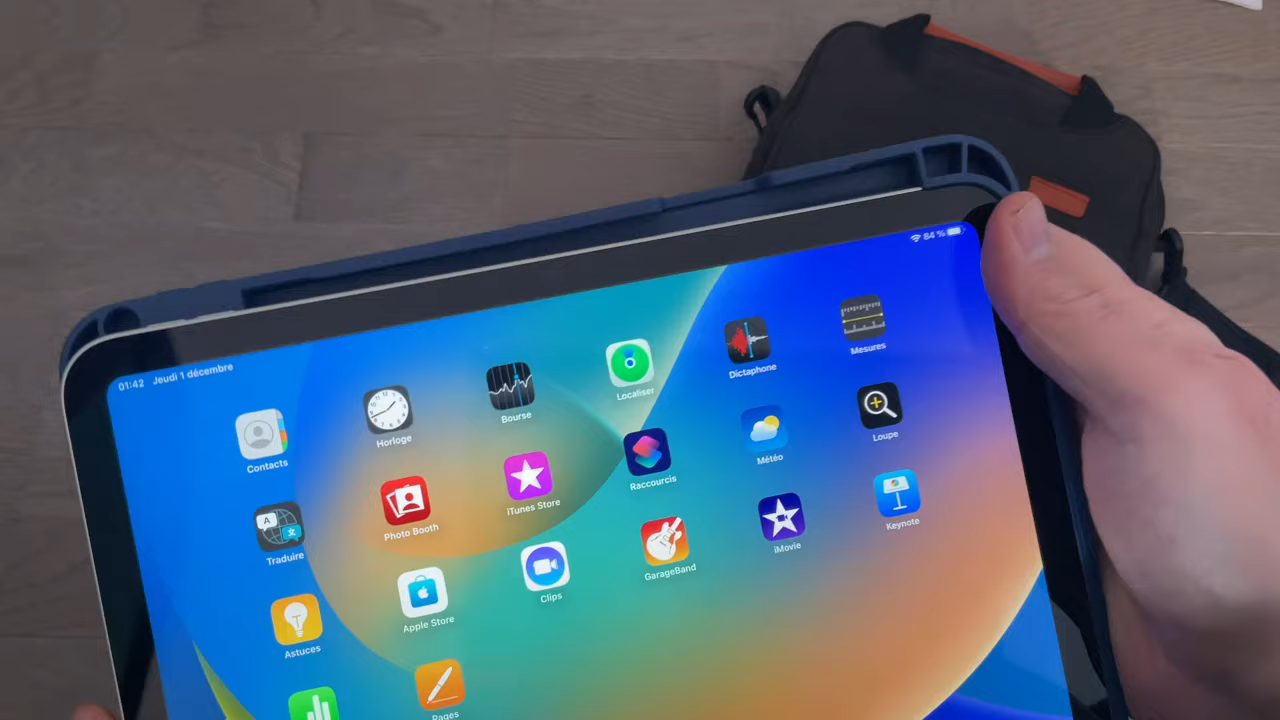 01:42 Jeudi 1 décembre
84 %
Contacts
Horloge
Bourse
Localiser
Dictaphone
Mesures
Traduire
Photo Booth
iTunes Store
Raccourcis
Météo
Loupe
Astuces
Apple Store
Clips
GarageBand
iMovie
Keynote
Pages